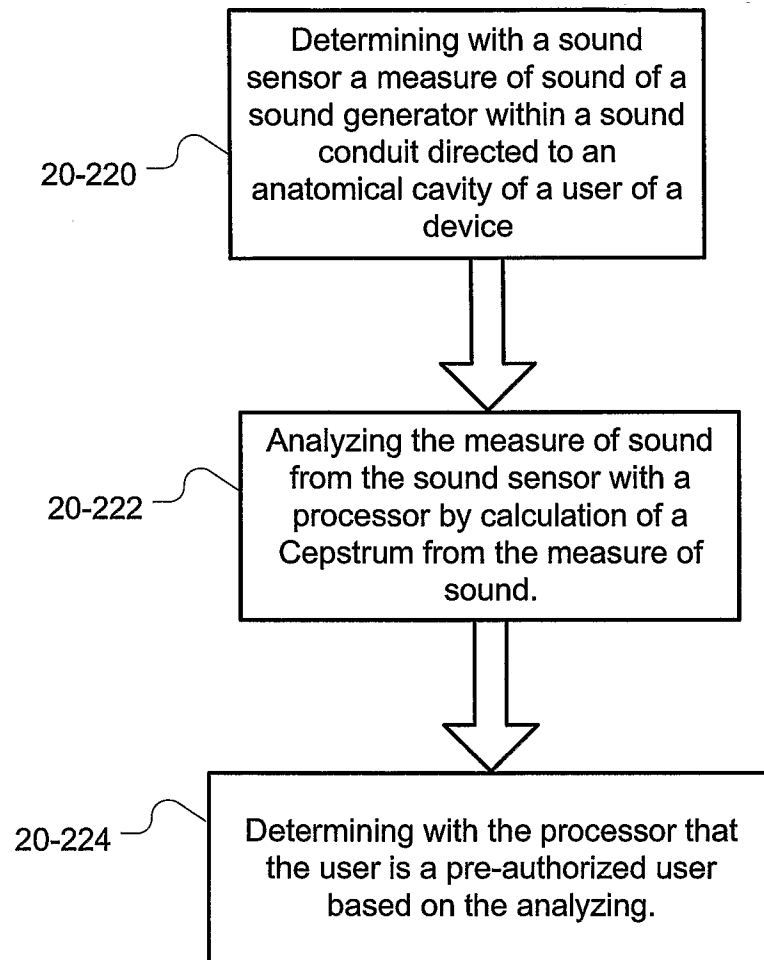 Determining with a sound
sensor a measure of sound of a
sound generator within a sound
conduit directed to an
anatomical cavity of a user of a
device
20-220
Analyzing the measure of sound
from the sound sensor with a
processor by calculation of a
Cepstrum from the measure of
sound.
20-222
Determining with the processor that
the user is a pre-authorized user
based on the analyzing.
20-224